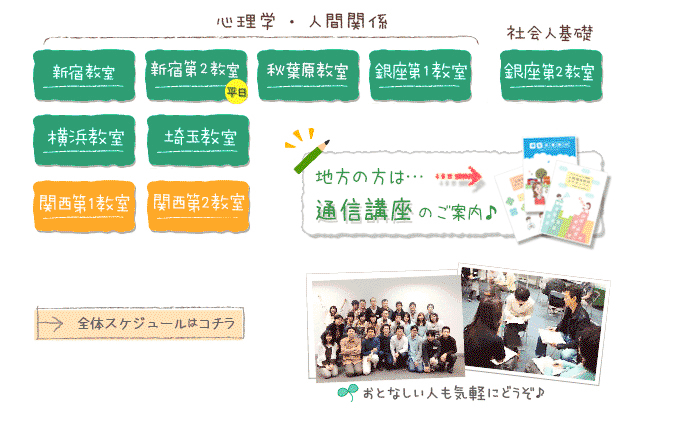 心理学・人間関係
社会人基礎
新宿教室
新宿第2教室
平日
秋葉原教室
銀座第1教室
銀座第2教室
横浜教室
埼玉教室
関西第1教室
関西第2教室
地方の方は…
通信講座のご案内♪
全体スケジュールはコチラ
おとなしい人も気軽にどうぞ♪